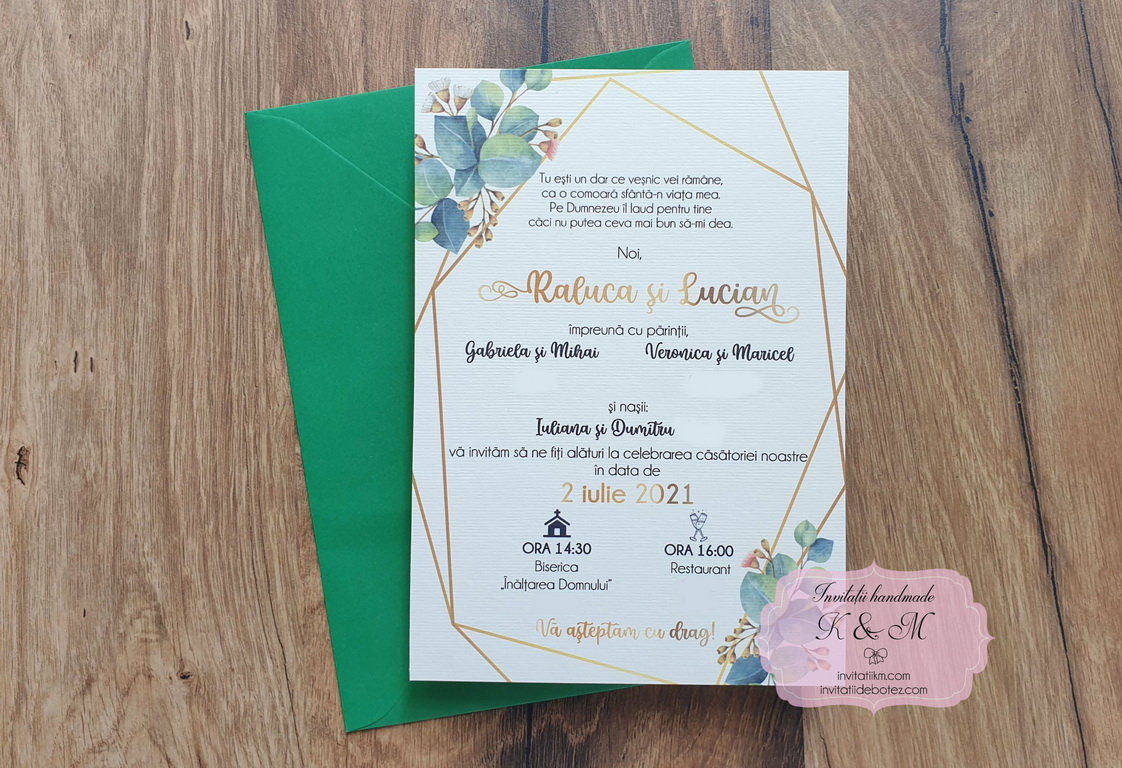 Tu ești un dar ce veșnic vei rămâne,
ca o comoară sfântă-n viața mea.
Pe Dumnezeu îl laud pentru tine
căci nu putea ceva mai bun să-mi dea.
Noi,
Raluca și Lucian
împreună cu părinții,
Gabriela și Mihai Veronica și Maricel
și nașii:
Iuliana și Dumitru
vă invităm să ne fiți alături la celebrarea căsătoriei noastre
în data de
2 iulie 2021
ORA 14:30 ORA 16:00
Biserica Restaurant
„Înălțarea Domnului”
Vă așteptăm cu drag!
Invitații handmade
K & M
invitatiikm.com
invitatiidebotez.com